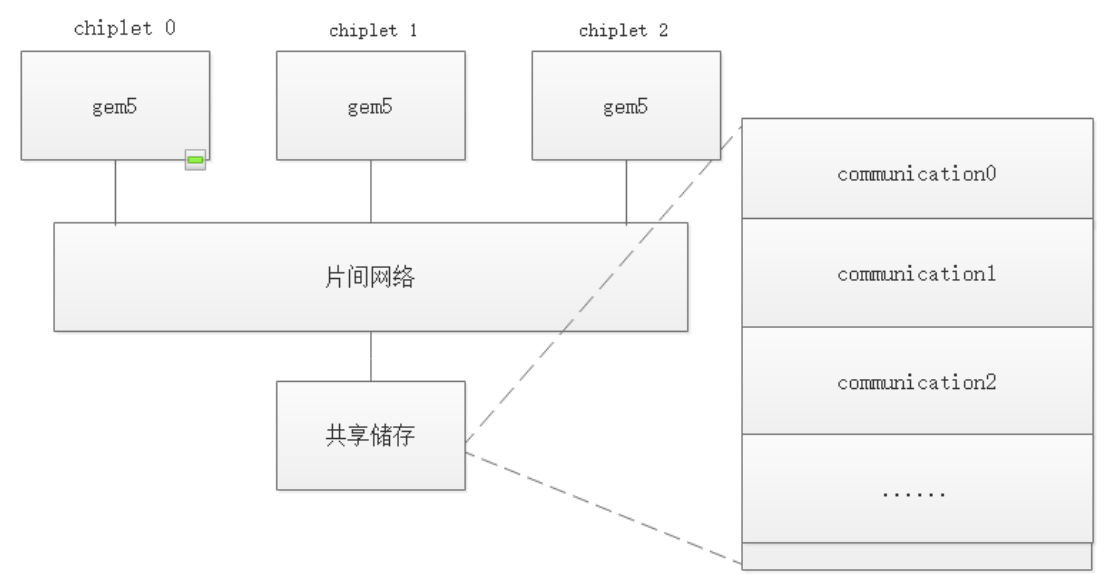 chiplet 0
chiplet 1
chiplet 2
gem5
gem5
gem5
片间网络
共享储存
communication0
communication1
communication2
......